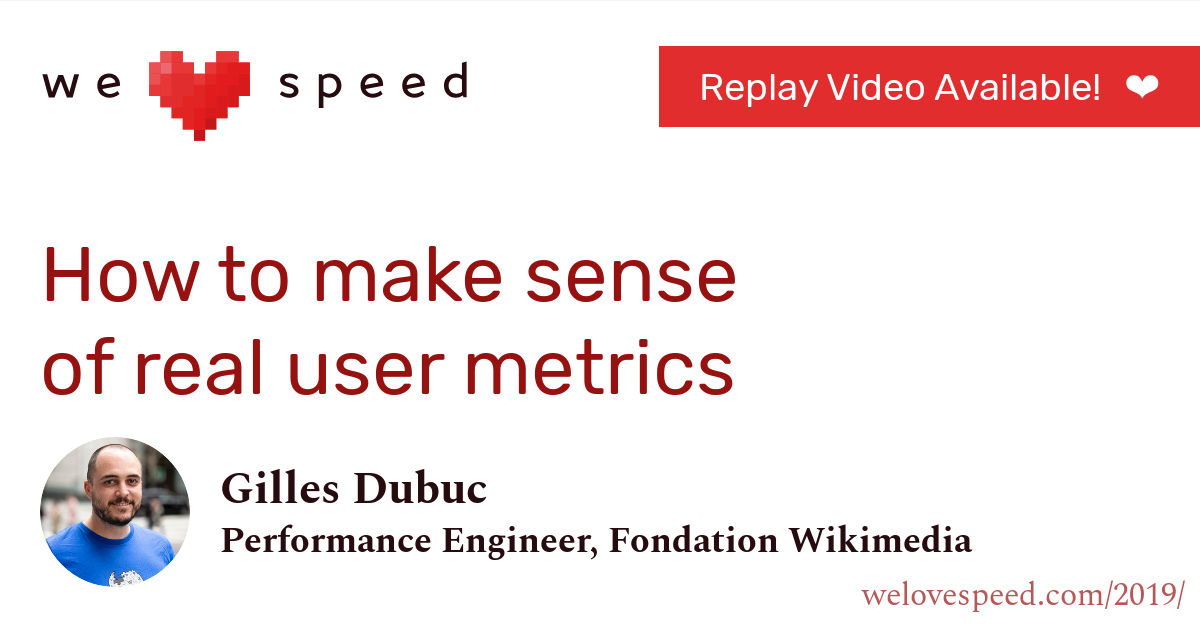 we ❤ speed
Replay Video Available! ❤
How to make sense
of real user metrics
Gilles Dubuc
Performance Engineer, Fondation Wikimedia
welovespeed.com/2019/